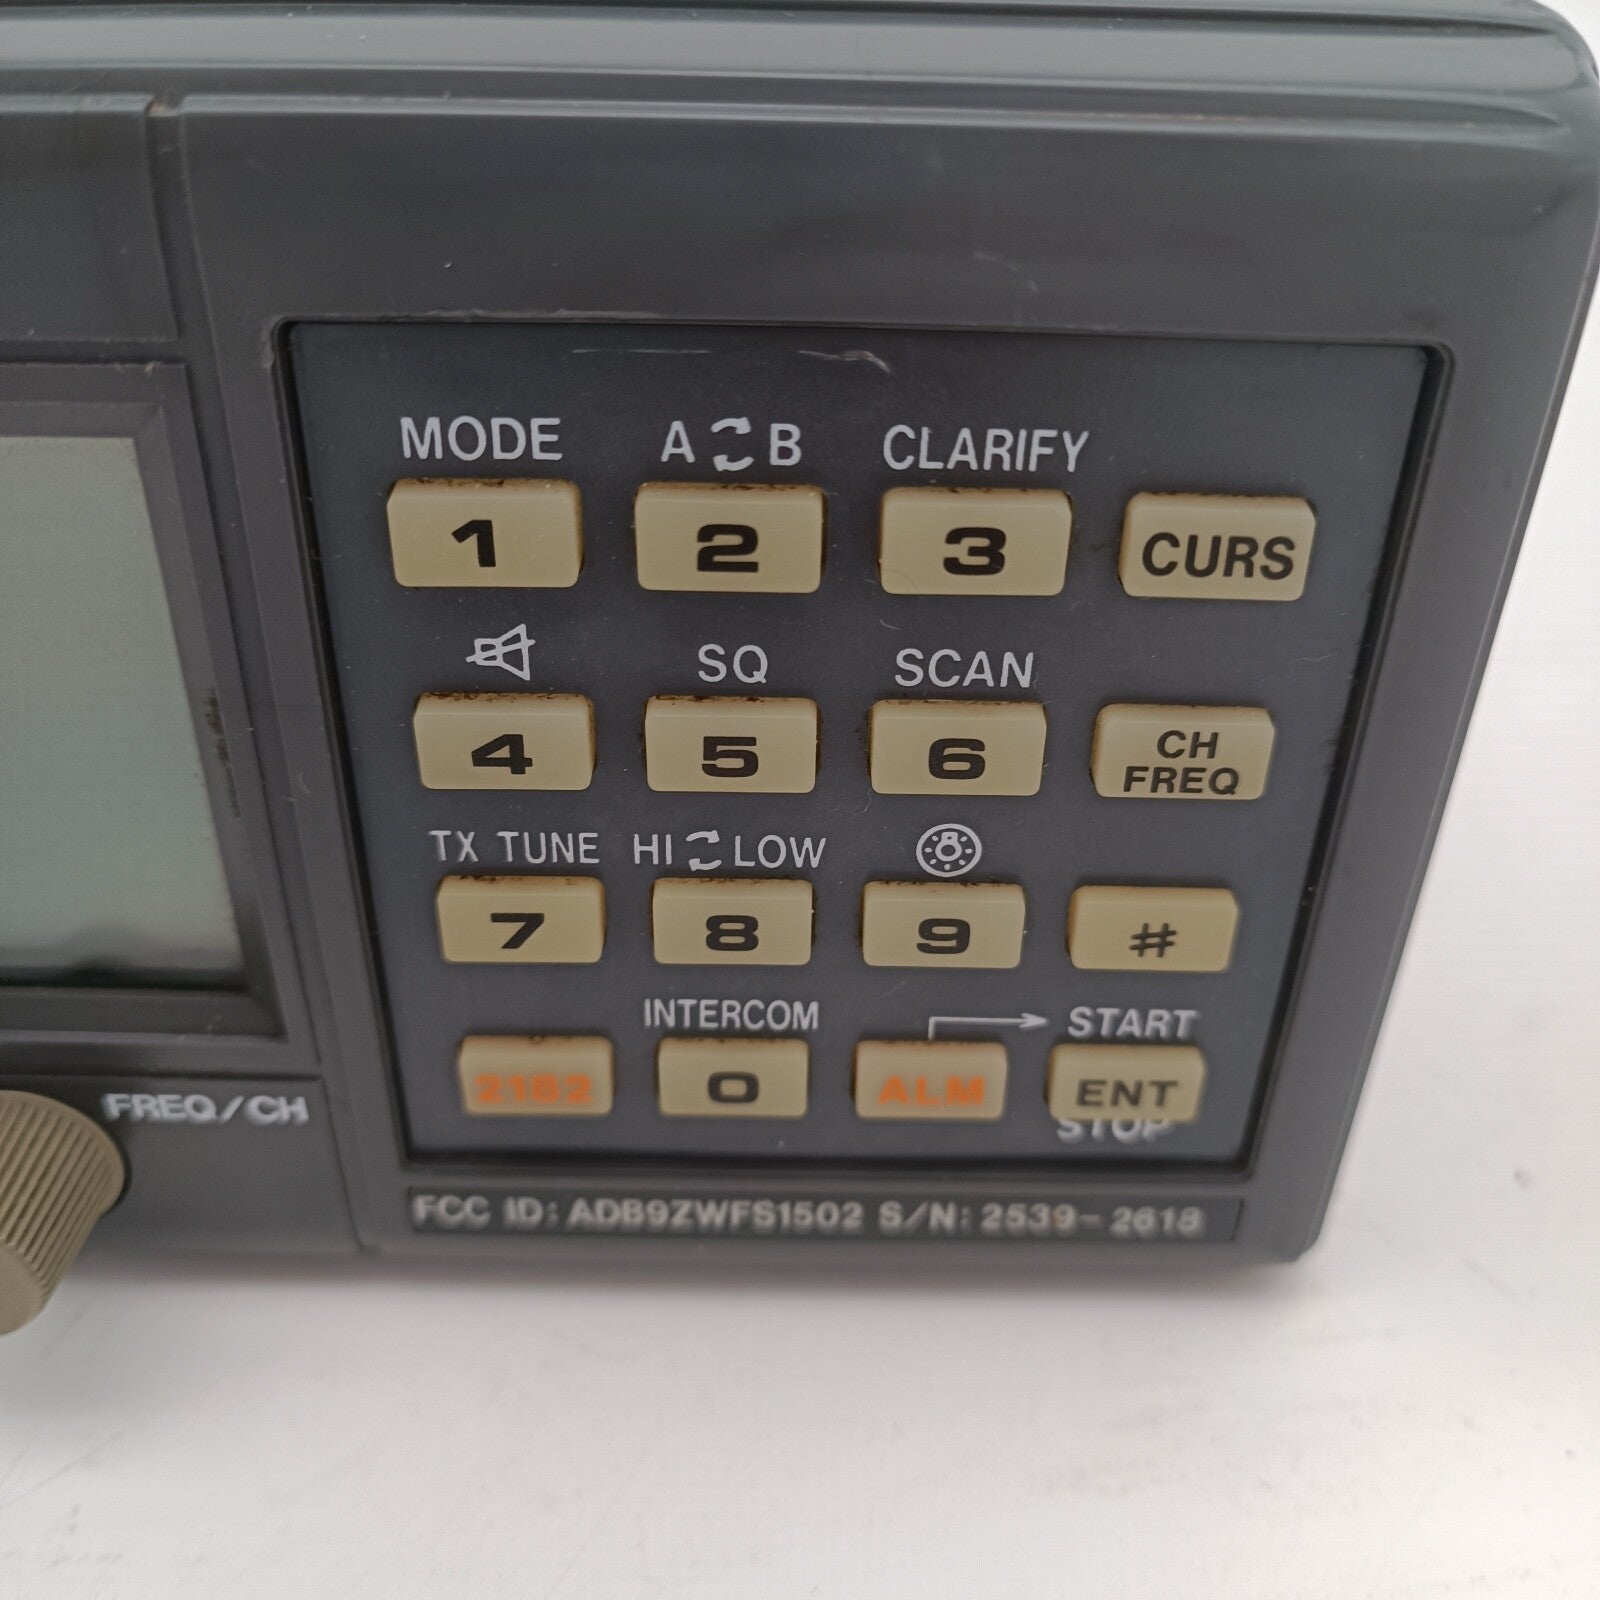 MODE A B CLARIFY
1 2 3 CURS
SQ SCAN
4 5 6 CH FREQ
TX TUNE HI LOW
7 8 9 #
INTERCOM START
2182 0 ALM ENT
STOP
FREQ/CH
FCC ID: ADB9ZWFS1502 S/N: 2539-2618